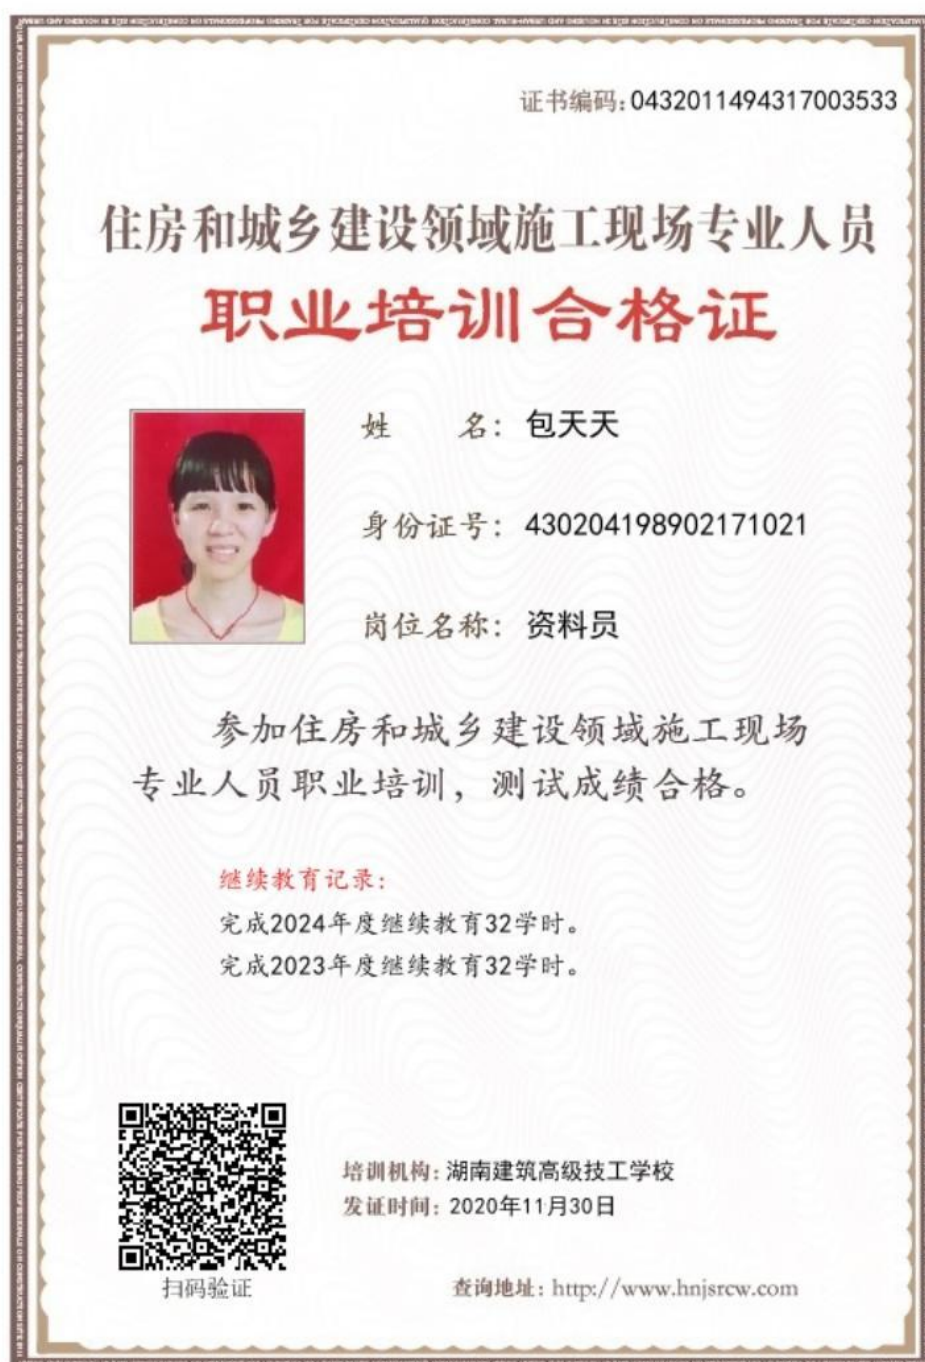 证书编码:0432011494317003533
住房和城乡建设领域施工现场专业人员
职业培训合格证
姓 名: 包天天
身份证号: 430204198902171021
岗位名称: 资料员
参加住房和城乡建设领域施工现场
专业人员职业培训，测试成绩合格。
继续教育记录:
完成2024年度继续教育32学时。
完成2023年度继续教育32学时。
培训机构: 湖南建筑高级技工学校
发证时间: 2020年11月30日
扫码验证
查询地址: http://www.hnjsrcw.com